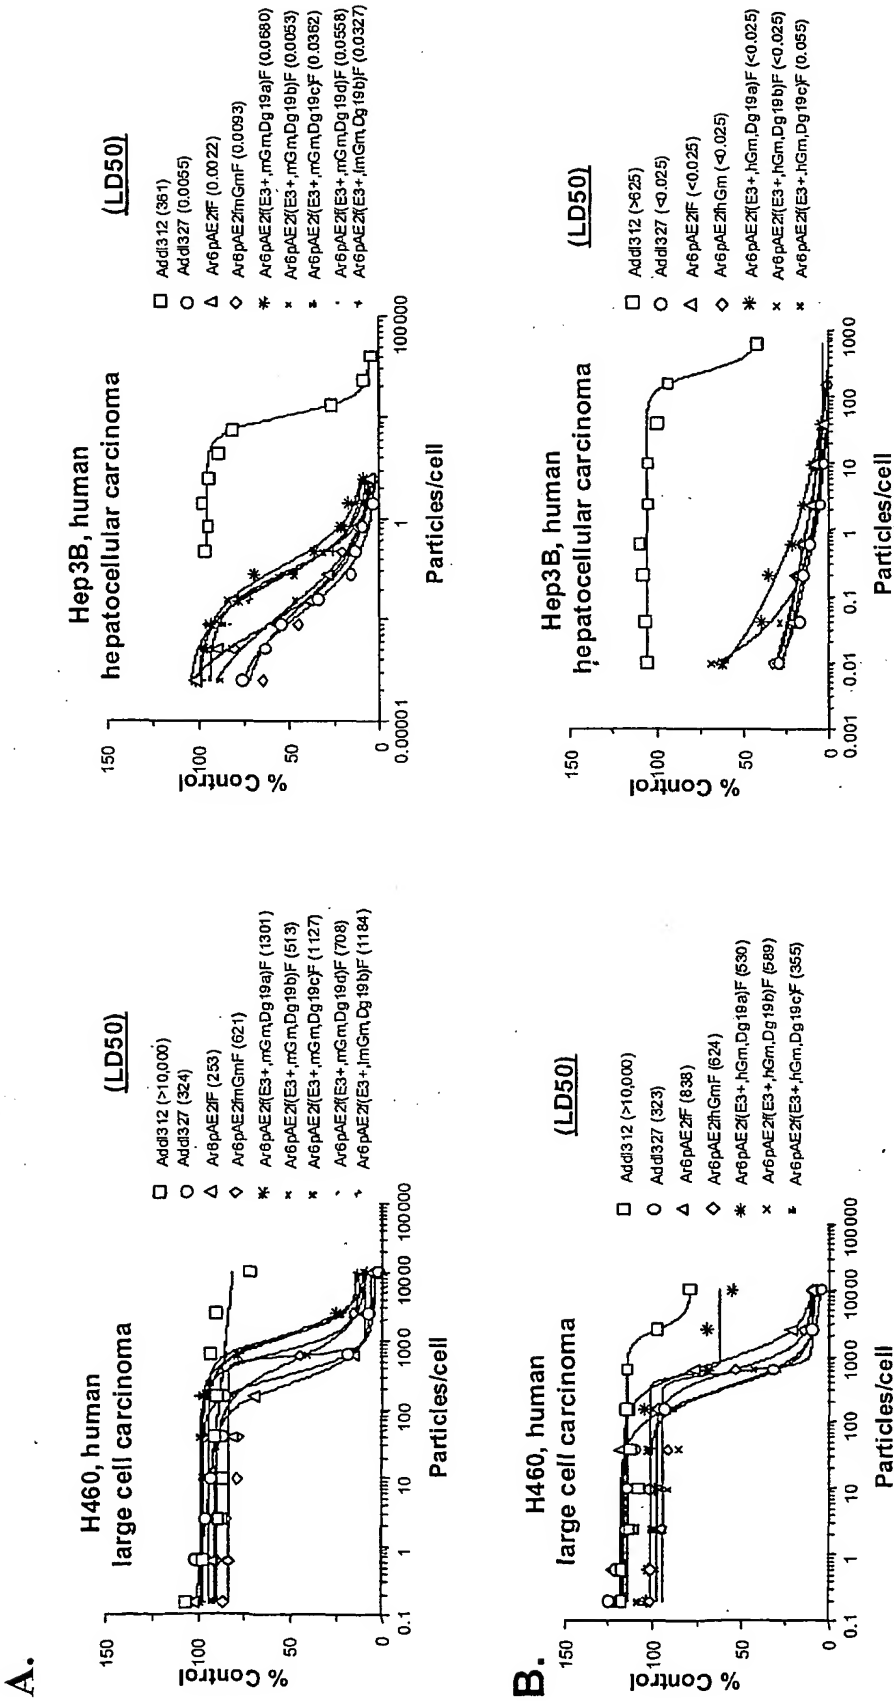 A.
H460, human
large cell carcinoma
150
100
50
0
% Control
0.1
1
10
100
1000
10000
100000
Particles/cell
(LD50)
Addl312 (>10,000)
Addl327 (324)
Ar6pAE2fF (253)
Ar6pAE2fmGmF (621)
Ar6pAE2f(E3+,mGm,Dg19a)F (1301)
Ar6pAE2f(E3+,mGm,Dg19b)F (513)
Ar6pAE2f(E3+,mGm,Dg19c)F (1127)
Ar6pAE2f(E3+,mGm,Dg19d)F (708)
Ar6pAE2f(E3+,ImGm,Dg19b)F (1184)
Hep3B, human
hepatocellular carcinoma
150
100
50
0
% Control
0.00001
1
100000
Particles/cell
(LD50)
Addl312 (361)
Addl327 (0.0055)
Ar6pAE2fF (0.0022)
Ar6pAE2fmGmF (0.0093)
Ar6pAE2f(E3+,mGm,Dg19a)F (0.0680)
Ar6pAE2f(E3+,mGm,Dg19b)F (0.0053)
Ar6pAE2f(E3+,mGm,Dg19c)F (0.0362)
Ar6pAE2f(E3+,mGm,Dg19d)F (0.0558)
Ar6pAE2f(E3+,ImGm,Dg19b)F (0.0327)
B.
H460, human
large cell carcinoma
150
100
50
0
% Control
0.1
1
10
100
1000
10000
100000
Particles/cell
(LD50)
Addl312 (>10,000)
Addl327 (323)
Ar6pAE2fF (838)
Ar6pAE2fhGmF (624)
Ar6pAE2f(E3+,hGm,Dg19a)F (530)
Ar6pAE2f(E3+,hGm,Dg19b)F (589)
Ar6pAE2f(E3+,hGm,Dg19c)F (355)
Hep3B, human
hepatocellular carcinoma
150
100
50
0
% Control
0.001
0.01
0.1
1
10
100
1000
Particles/cell
(LD50)
Addl312 (>625)
Addl327 (<0.025)
Ar6pAE2fF (<0.025)
Ar6pAE2fhGm (<0.025)
Ar6pAE2f(E3+,hGm,Dg19a)F (<0.025)
Ar6pAE2f(E3+,hGm,Dg19b)F (<0.025)
Ar6pAE2f(E3+,hGm,Dg19c)F (0.055)